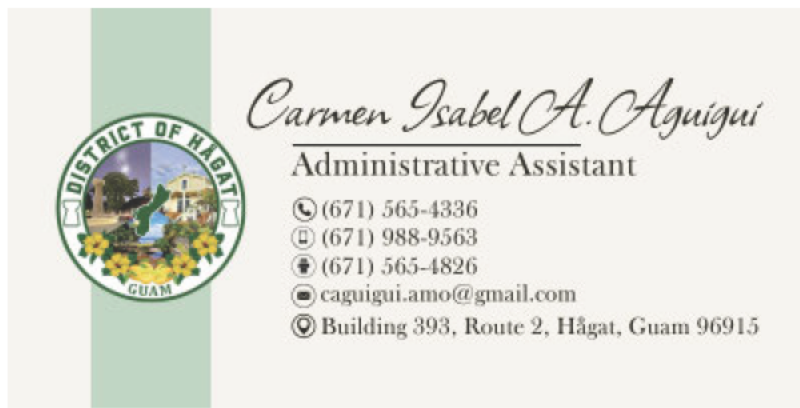 DISTRICT OF HÅGAT
GUAM
Carmen Isabel A. Aguigui
Administrative Assistant
(671) 565-4336
(671) 988-9563
(671) 565-4826
caguigui.amo@gmail.com
Building 393, Route 2, Hågat, Guam 96915